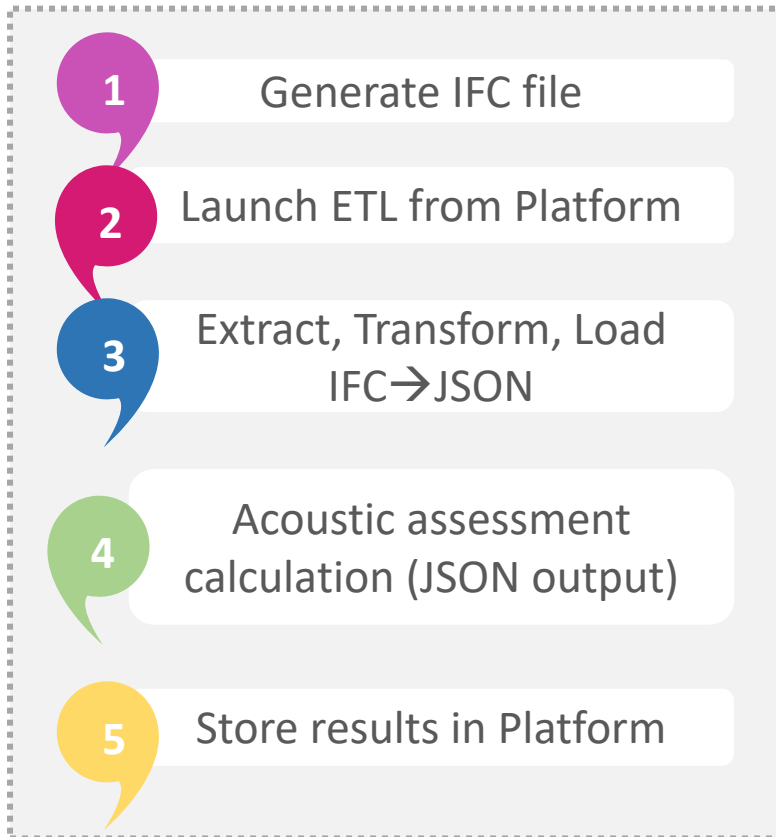 1
Generate IFC file
2
Launch ETL from Platform
3
Extract, Transform, Load
IFC→JSON
4
Acoustic assessment
calculation (JSON output)
5
Store results in Platform